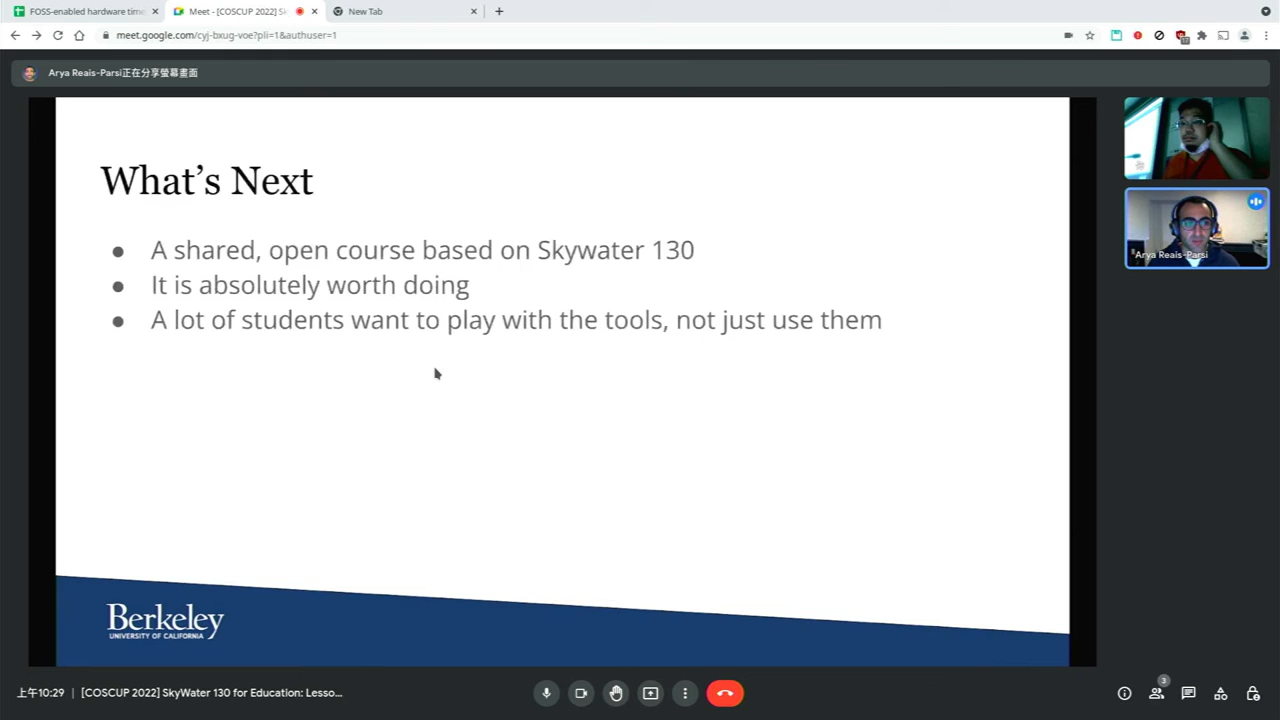 FOSS-enabled hardware time
Meet - [COSCUP 2022] Sk
New Tab
meet.google.com/cyj-bxug-voe?pli=1&authuser=1
Arya Reais-Parsi正在分享螢幕畫面
What's Next
● A shared, open course based on Skywater 130
● It is absolutely worth doing
● A lot of students want to play with the tools, not just use them
Arya Reais-Parsi
Berkeley
UNIVERSITY OF CALIFORNIA
上午10:29 | [COSCUP 2022] SkyWater 130 for Education: Lesso...
3